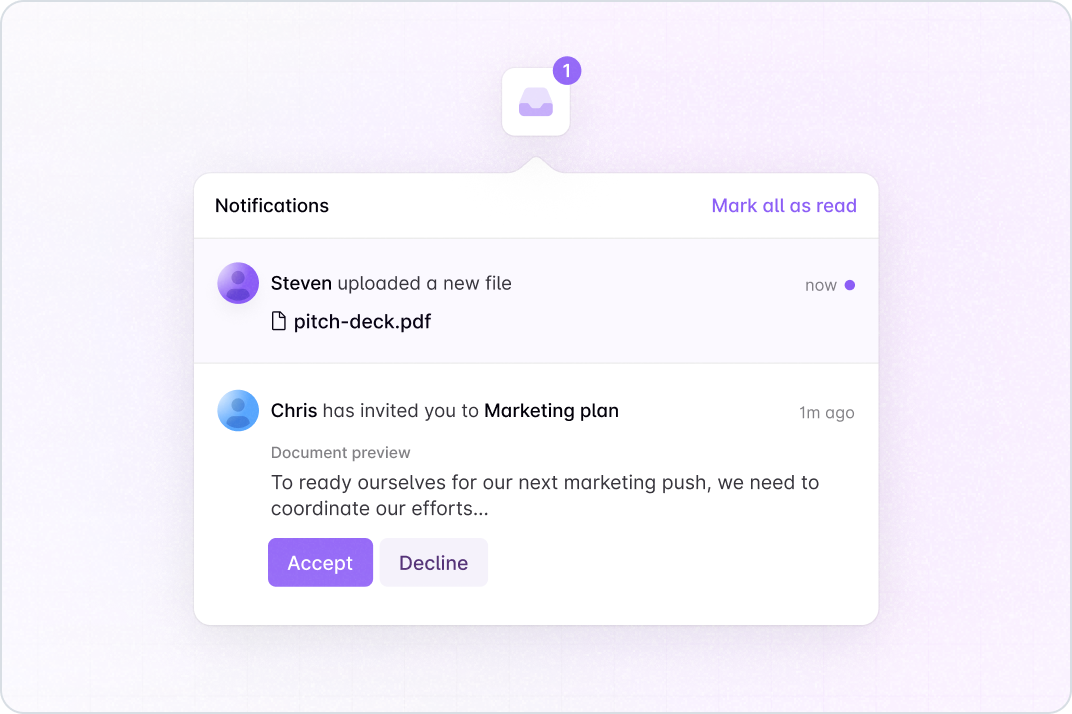 1
Notifications
Mark all as read
Steven uploaded a new file
now
pitch-deck.pdf
Chris has invited you to Marketing plan
1m ago
Document preview
To ready ourselves for our next marketing push, we need to
coordinate our efforts...
Accept
Decline